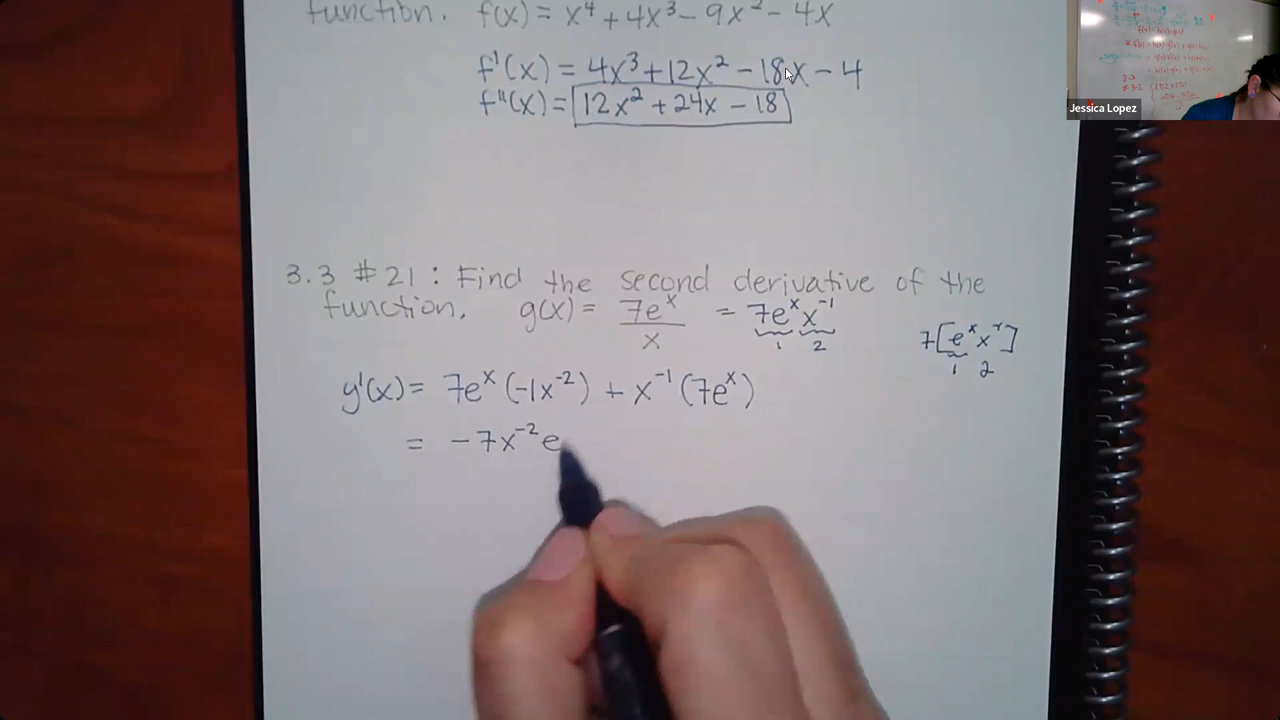 function. f(x) = x⁴ + 4x³ - 9x² - 4x
f'(x) = 4x³ + 12x² - 18x - 4
f''(x) = 12x² + 24x - 18
Jessica Lopez
3.3 #21 : Find the second derivative of the
function. g(x) = 7eˣ/x = 7eˣx⁻¹
1 2
7[eˣx⁻¹]
1 2
g'(x) = 7eˣ(-1x⁻²) + x⁻¹(7eˣ)
= -7x⁻²e